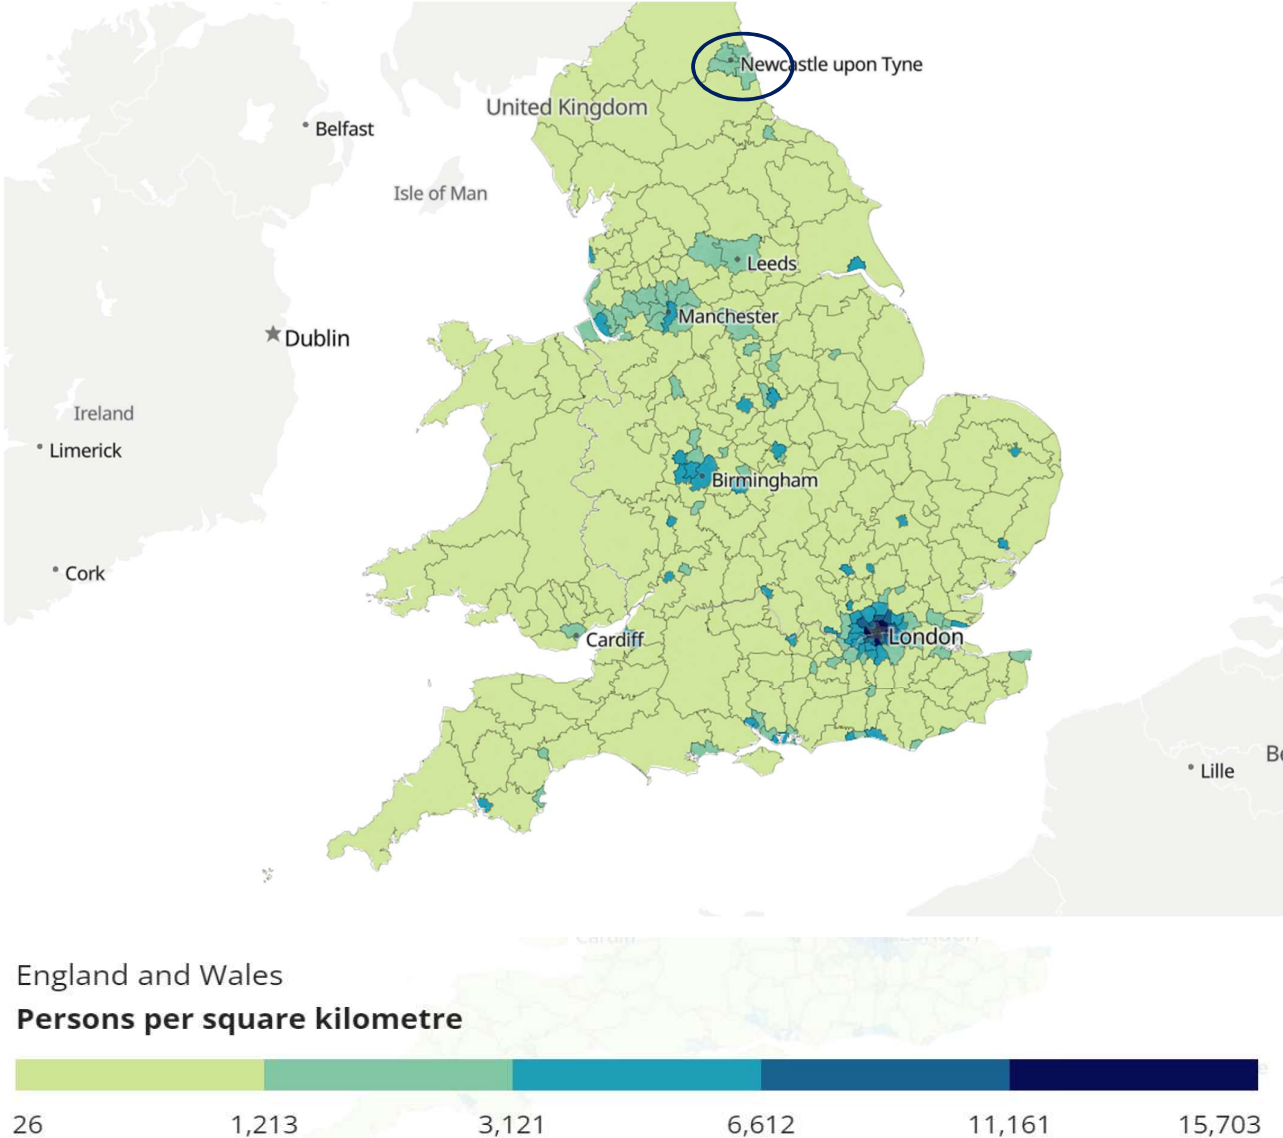 Newcastle upon Tyne
United Kingdom
Belfast
Isle of Man
Leeds
Manchester
Dublin
Ireland
Limerick
Birmingham
Cork
Cardiff
London
Lille
England and Wales
Persons per square kilometre
26 1,213 3,121 6,612 11,161 15,703